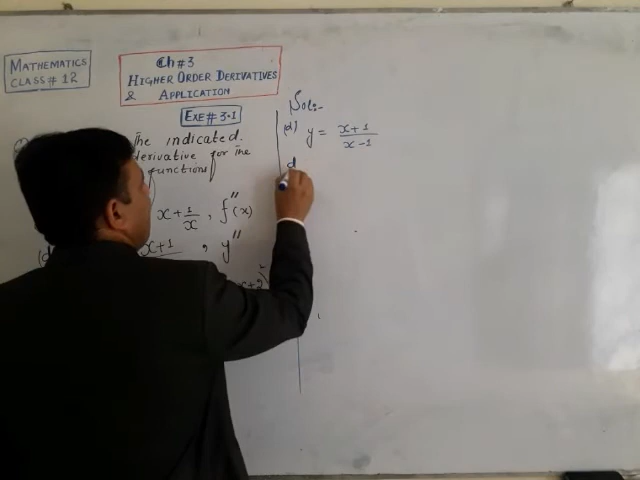 MATHEMATICS
CLASS # 12
Ch # 3
HIGHER ORDER DERIVATIVES
& APPLICATION
EXE # 3.1
The indicated
derivative for the
functions
x + 1/x , f''(x)
(d) x+1 , y''
x+2
Sol:-
(d) y = x+1 / x-1
d